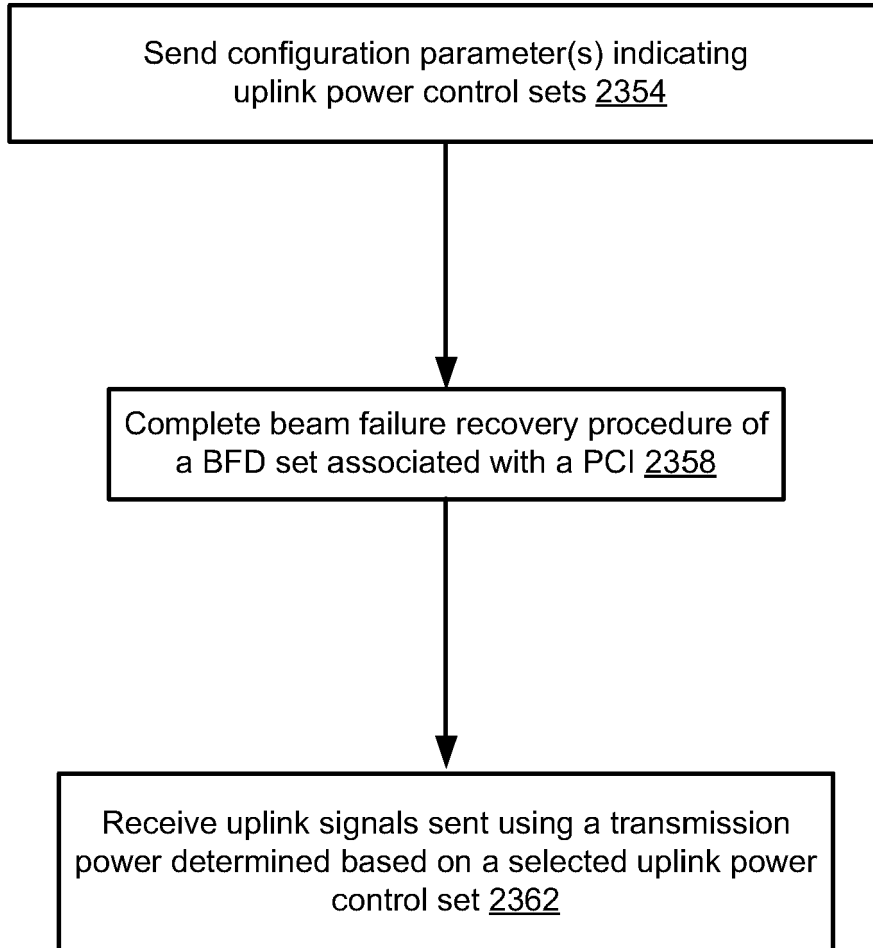 Send configuration parameter(s) indicating
uplink power control sets 2354
Complete beam failure recovery procedure of
a BFD set associated with a PCI 2358
Receive uplink signals sent using a transmission
power determined based on a selected uplink power
control set 2362